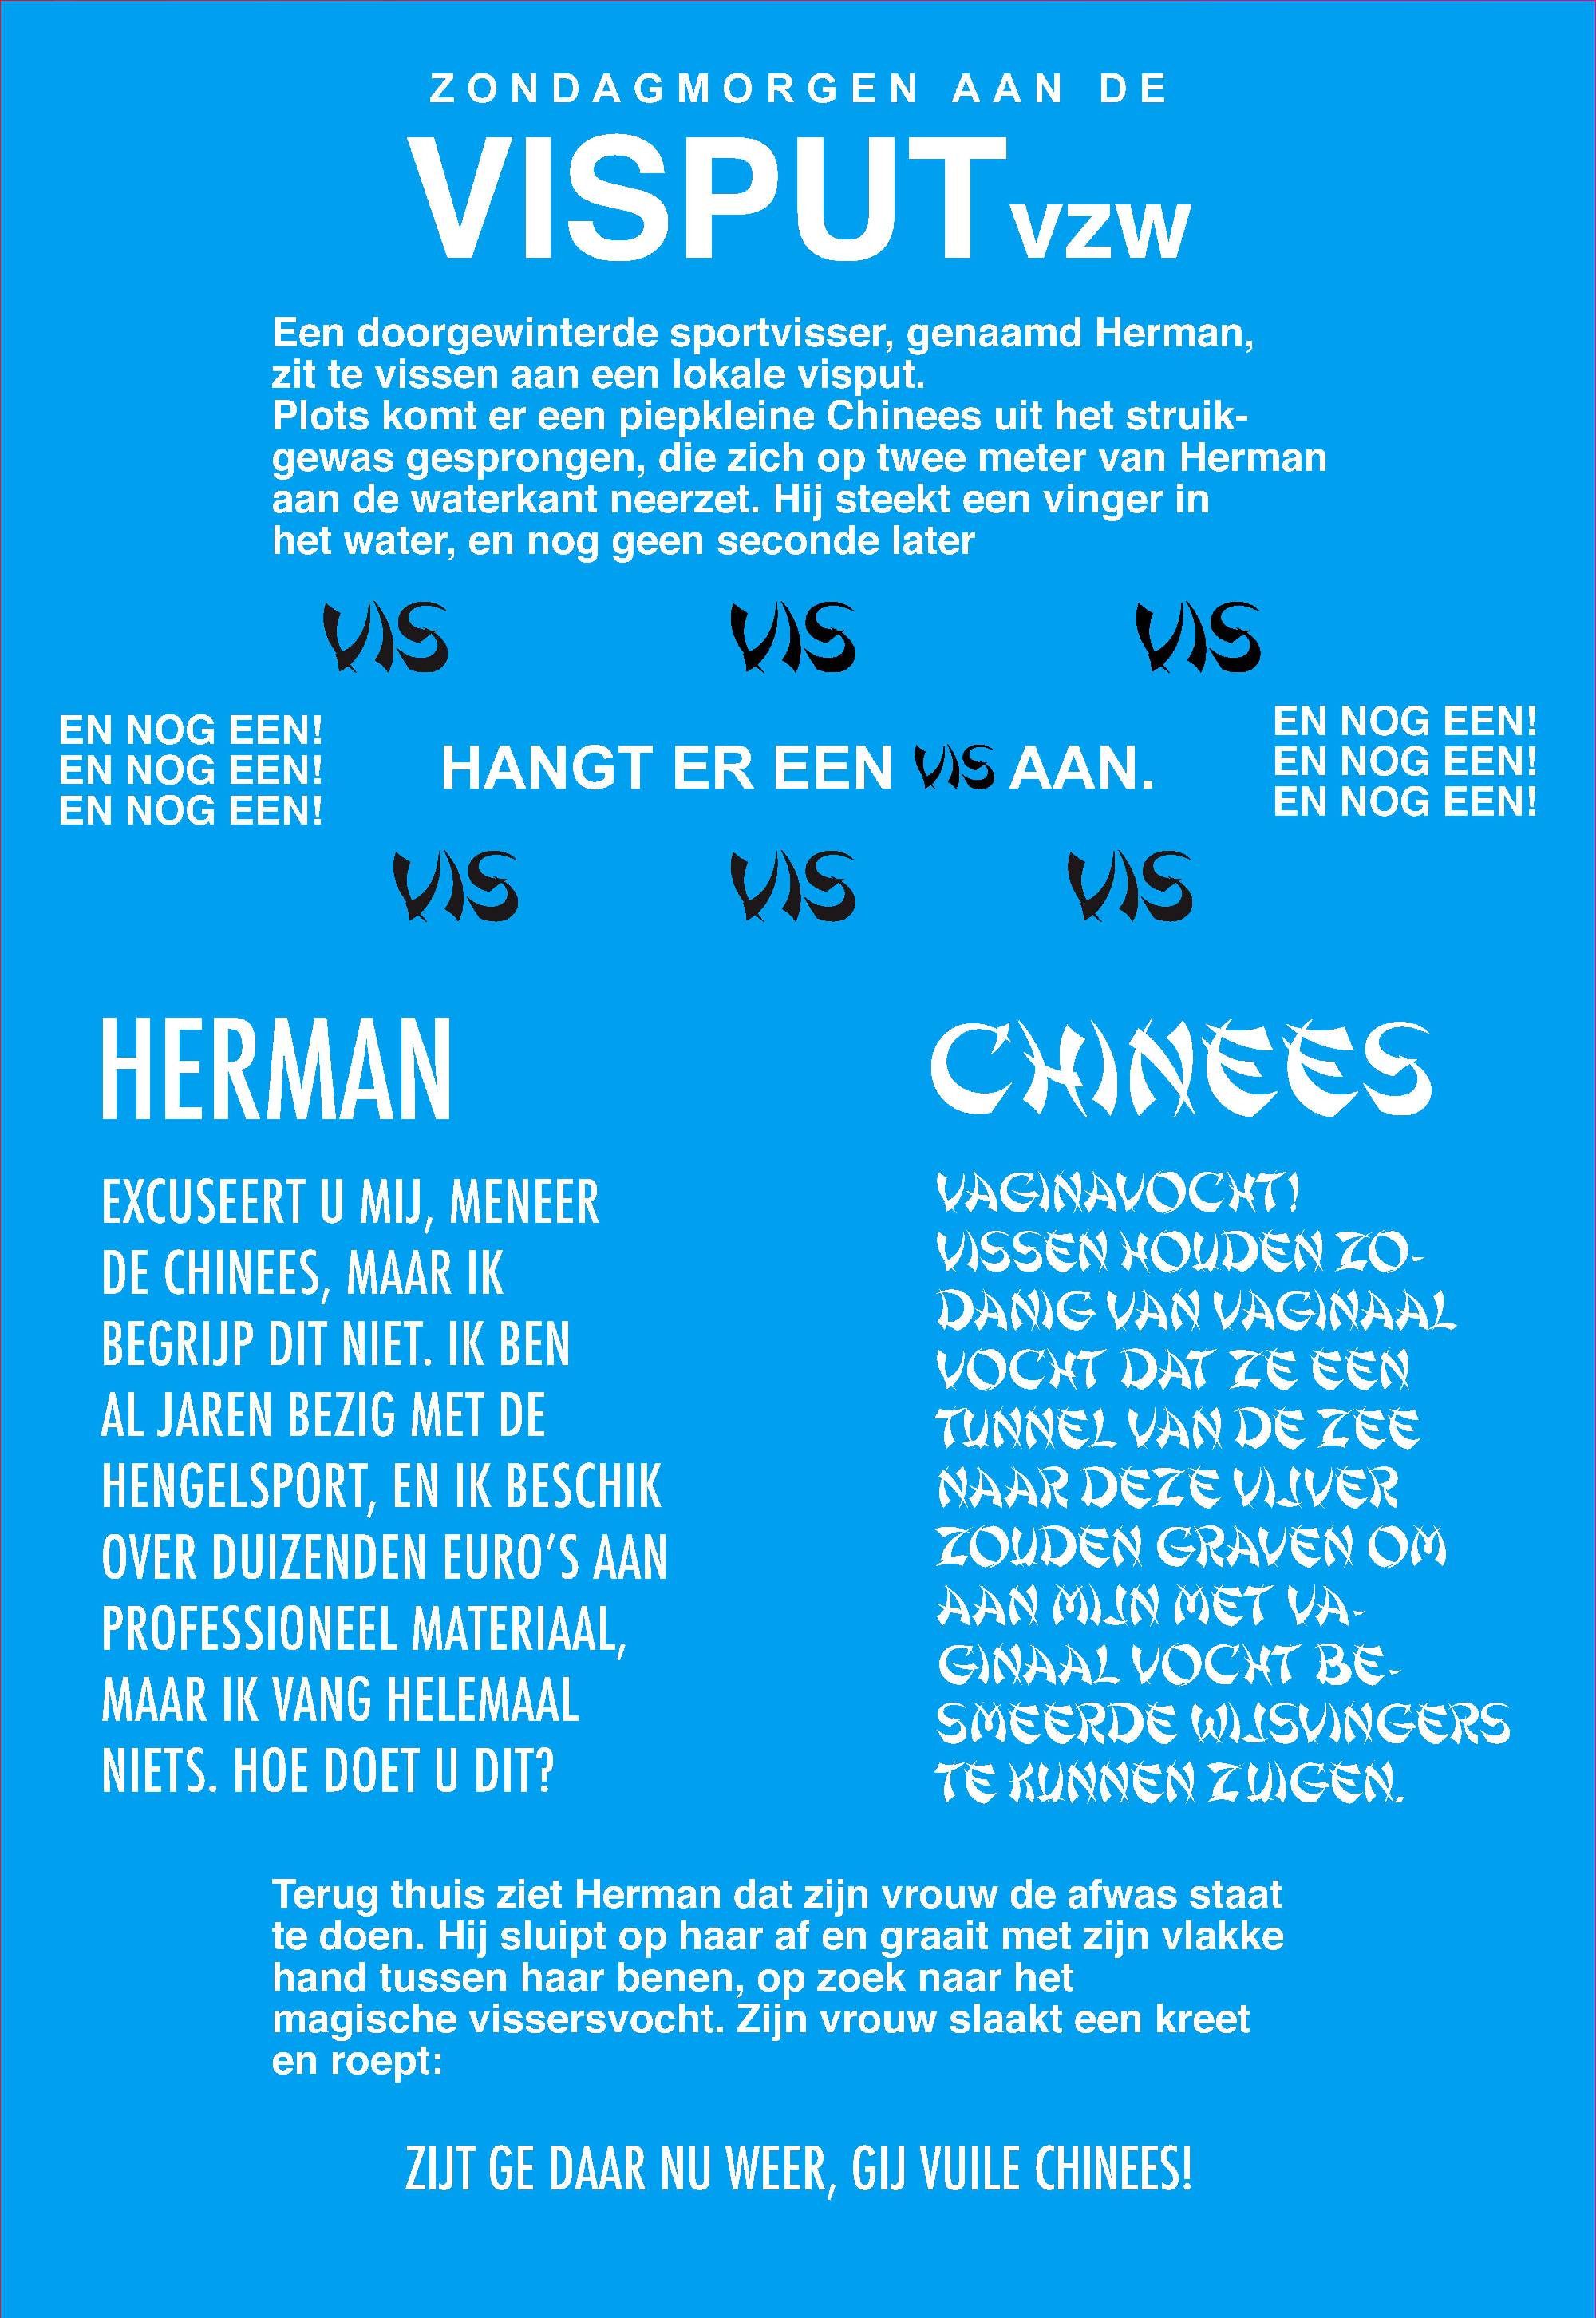 ZONDAGMORGEN AAN DE
VISPUT vzw
Een doorgewinterde sportvisser, genaamd Herman,
zit te vissen aan een lokale visput.
Plots komt er een piepkleine Chinees uit het struik-
gewas gesprongen, die zich op twee meter van Herman
aan de waterkant neerzet. Hij steekt een vinger in
het water, en nog geen seconde later
VIS VIS VIS
EN NOG EEN!
EN NOG EEN!
EN NOG EEN!
HANGT ER EEN VIS AAN.
EN NOG EEN!
EN NOG EEN!
EN NOG EEN!
VIS VIS VIS
HERMAN
EXCUSEERT U MIJ, MENEER
DE CHINEES, MAAR IK
BEGRIJP DIT NIET. IK BEN
AL JAREN BEZIG MET DE
HENGELSPORT, EN IK BESCHIK
OVER DUIZENDEN EURO'S AAN
PROFESSIONEEL MATERIAAL,
MAAR IK VANG HELEMAAL
NIETS. HOE DOET U DIT?
CHINEES
VAGINAVOCHT!
VISSEN HOUDEN ZO-
DANIG VAN VAGINAAL
VOCHT DAT ZE EEN
TUNNEL VAN DE ZEE
NAAR DEZE VIJVER
ZOUDEN GRAVEN OM
AAN MIJN MET VA-
GINAAL VOCHT BE-
SMEERDE WIJSVINGERS
TE KUNNEN ZUIGEN.
Terug thuis ziet Herman dat zijn vrouw de afwas staat
te doen. Hij sluipt op haar af en graait met zijn vlakke
hand tussen haar benen, op zoek naar het
magische vissersvocht. Zijn vrouw slaakt een kreet
en roept:
ZIJT GE DAAR NU WEER, GIJ VUILE CHINEES!